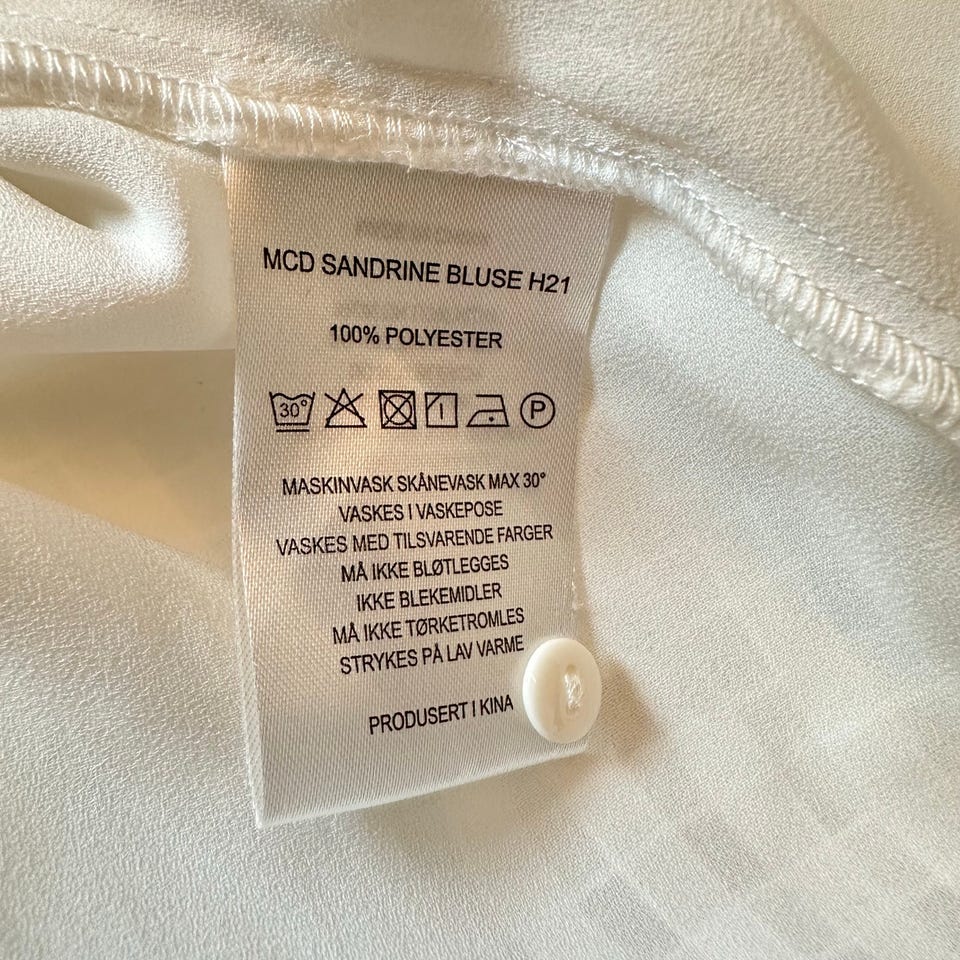 MCD SANDRINE BLUSE H21
100% POLYESTER
30° P
MASKINVASK SKÅNEVASK MAX 30°
VASKES I VASKEPOSE
VASKES MED TILSVARENDE FARGER
MÅ IKKE BLØTLEGGES
IKKE BLEKEMIDLER
MÅ IKKE TØRKETROMLES
STRYKES PÅ LAV VARME
PRODUSERT I KINA